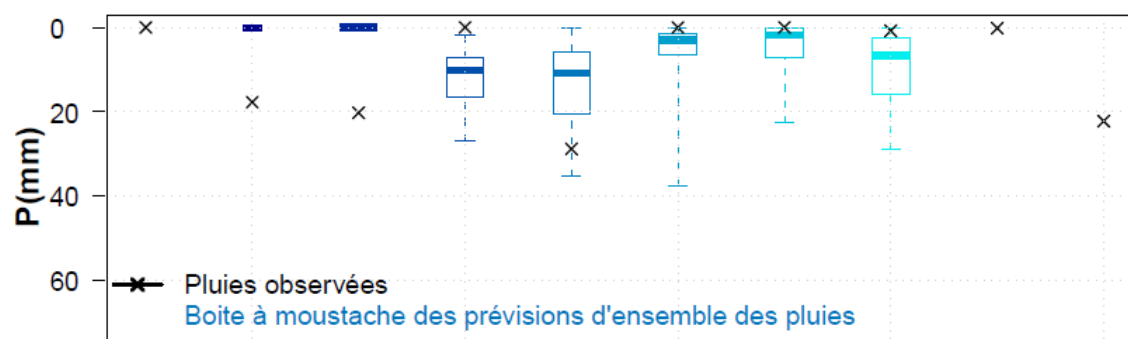 0
20
40
60
P(mm)
Pluies observées
Boite à moustache des prévisions d'ensemble des pluies